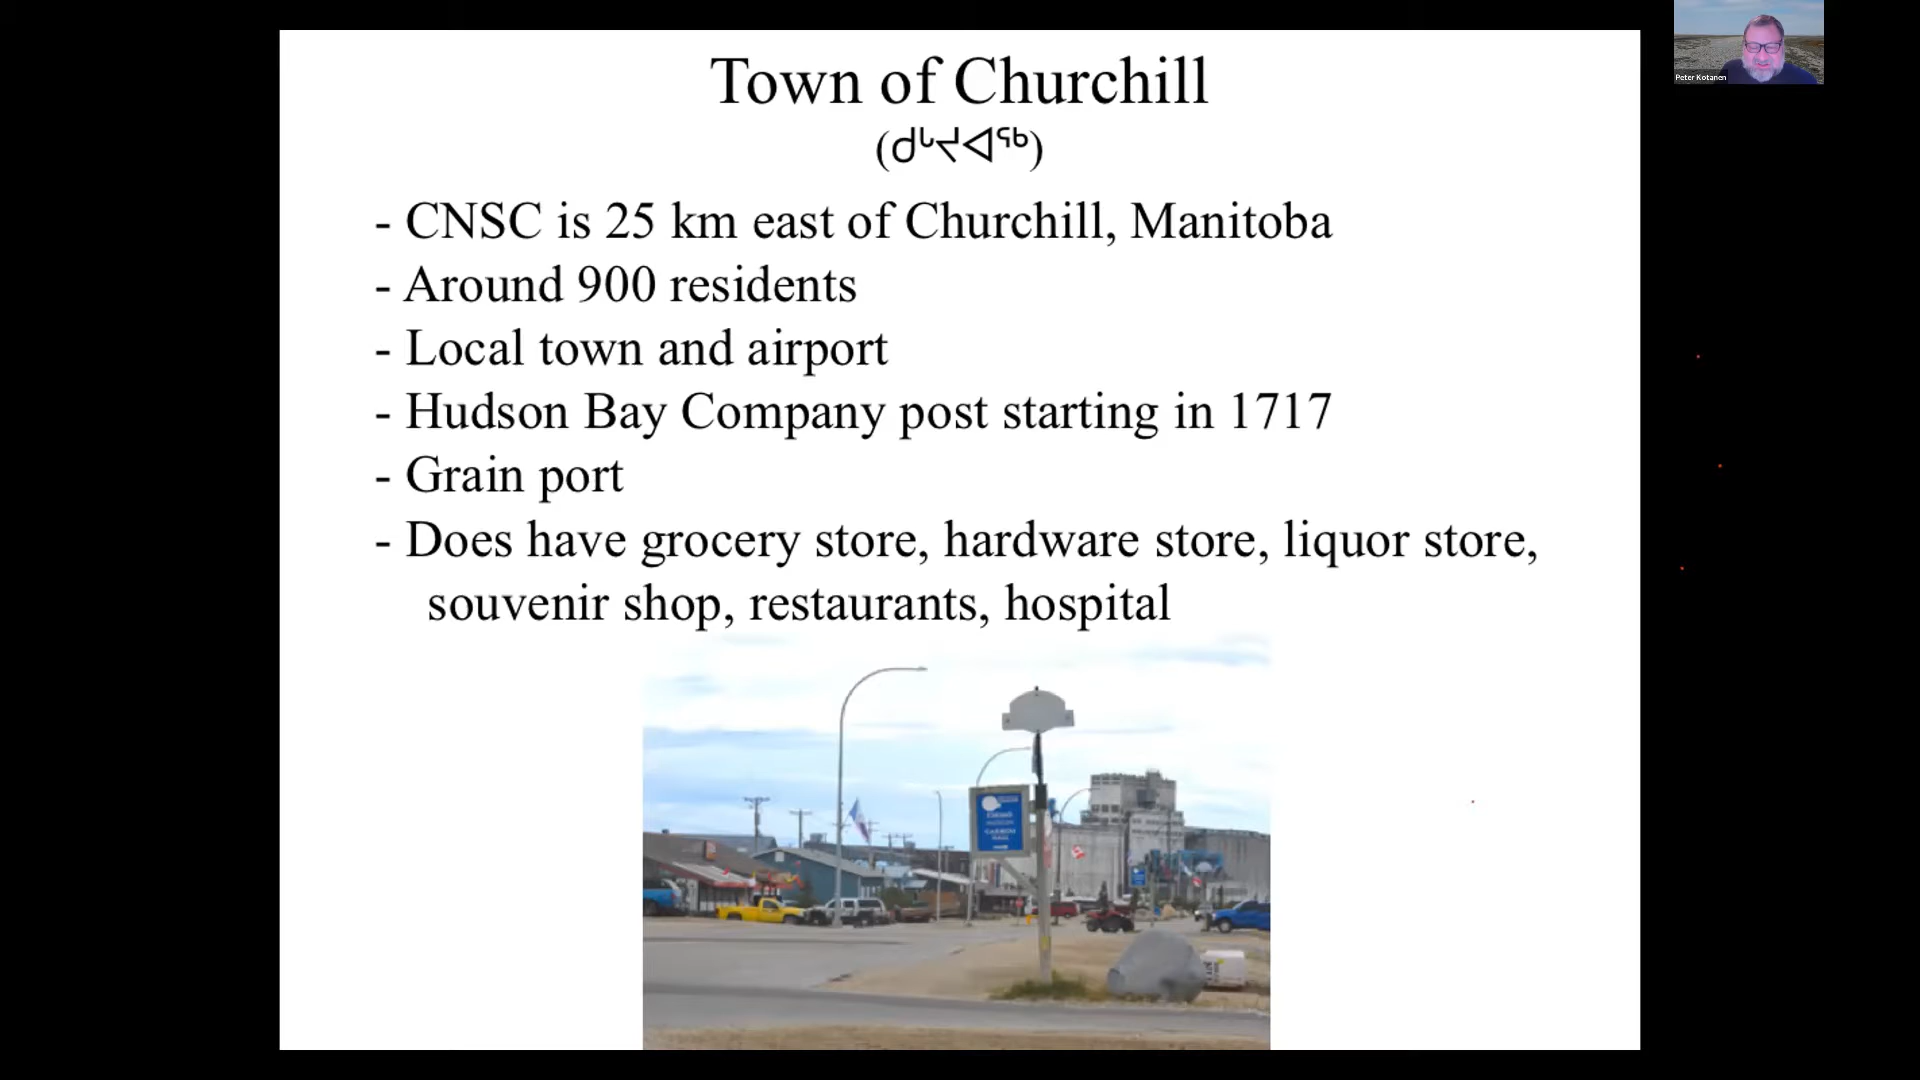 Town of Churchill
(ᑯᒡᔪᐊᖅ)
- CNSC is 25 km east of Churchill, Manitoba
- Around 900 residents
- Local town and airport
- Hudson Bay Company post starting in 1717
- Grain port
- Does have grocery store, hardware store, liquor store,
souvenir shop, restaurants, hospital
Peter Kotanen